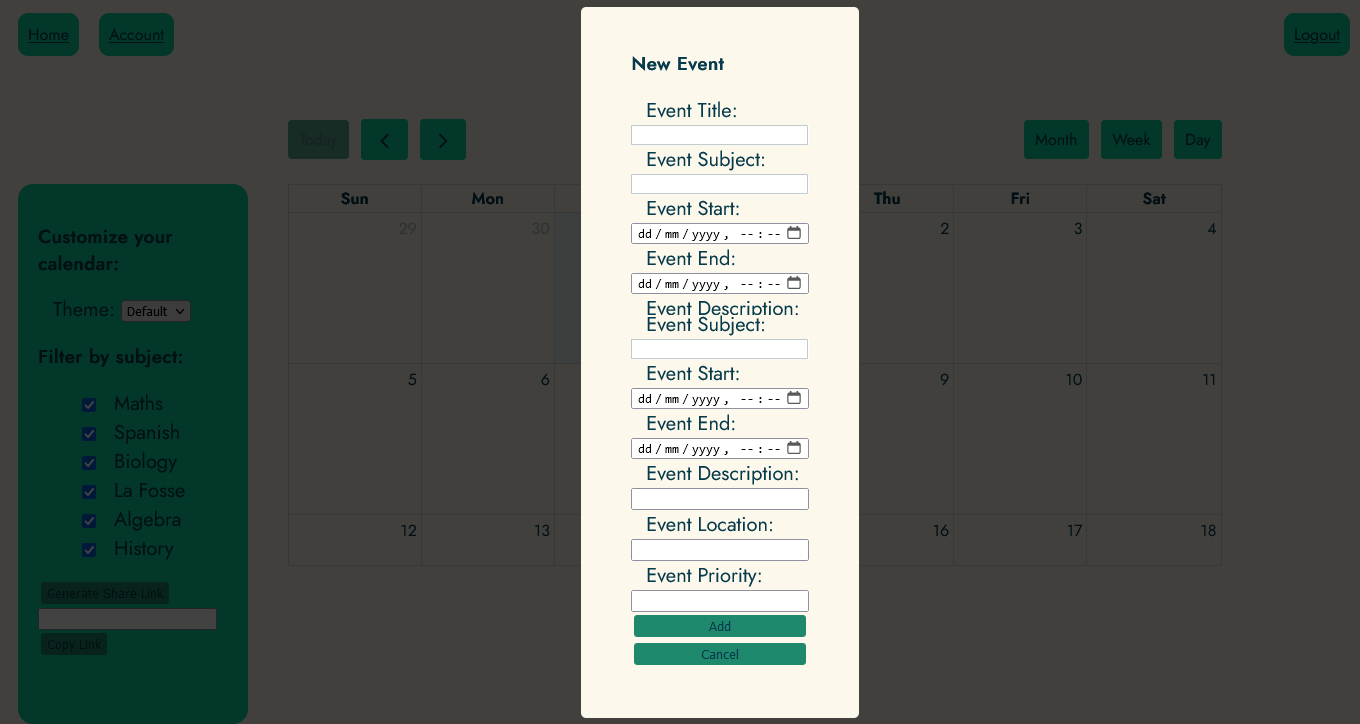 Home Account Logout
New Event
Event Title:
Today Month Week Day
Event Subject:
Sun Mon Thu Fri Sat
Event Start:
29 30 2 3 4
dd/mm/yyyy, --:--
Customize your
calendar:
Event End:
dd/mm/yyyy, --:--
Theme: Default
Event Description:
Event Subject:
Filter by subject:
Event Start:
5 6 9 10 11
dd/mm/yyyy, --:--
Maths
Event End:
Spanish
dd/mm/yyyy, --:--
Biology
Event Description:
La Fosse
Algebra
Event Location:
12 13 16 17 18
History
Event Priority:
Generate Share Link
Add
Copy Link
Cancel